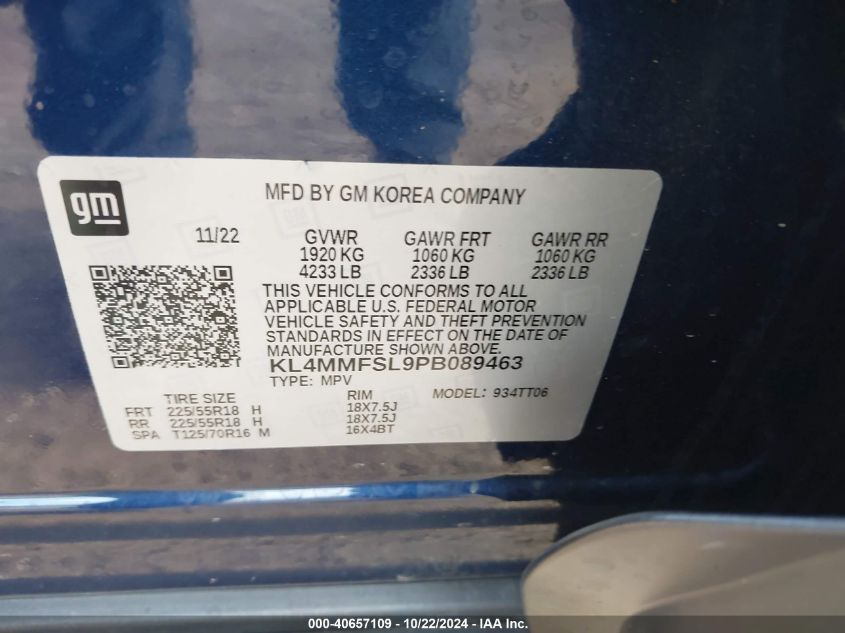 gm
MFD BY GM KOREA COMPANY
11/22
GVWR GAWR FRT GAWR RR
1920 KG 1060 KG 1060 KG
4233 LB 2336 LB 2336 LB
THIS VEHICLE CONFORMS TO ALL
APPLICABLE U.S. FEDERAL MOTOR
VEHICLE SAFETY AND THEFT PREVENTION
STANDARDS IN EFFECT ON THE DATE OF
MANUFACTURE SHOWN ABOVE.
KL4MMFSL9PB089463
TYPE: MPV MODEL: 934TT06
TIRE SIZE RIM
FRT 225/55R18 H 18X7.5J
RR 225/55R18 H 18X7.5J
SPA T125/70R16 M 16X4BT
000-40657109 - 10/22/2024 - IAA Inc.